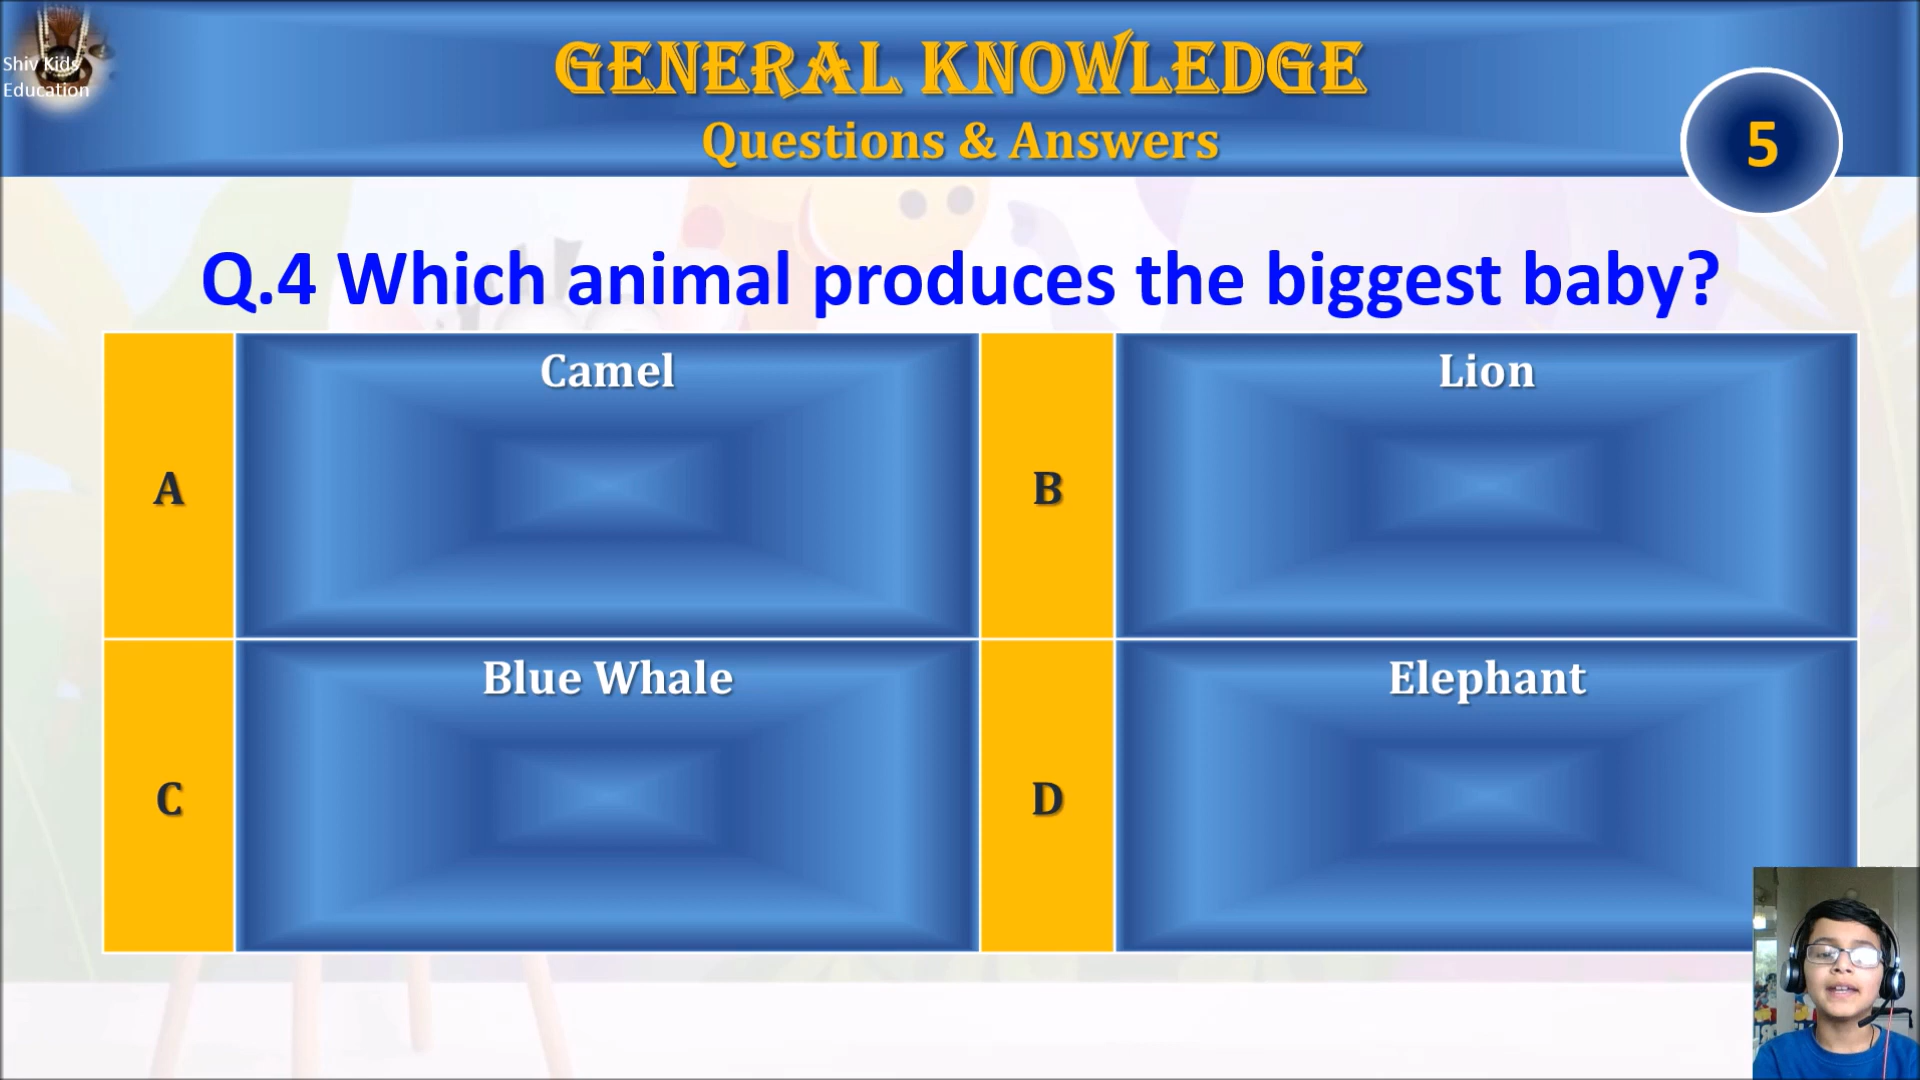 Shiv Kids
Education
GENERAL KNOWLEDGE
Questions & Answers
5
Q.4 Which animal produces the biggest baby?
A
Camel
B
Lion
C
Blue Whale
D
Elephant